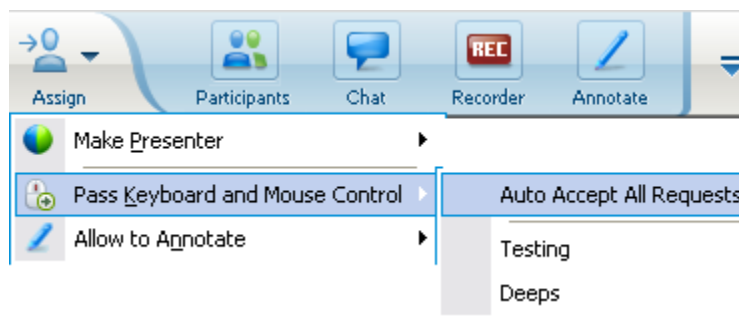 Assign
Participants
Chat
REC
Recorder
Annotate
Make Presenter
Pass Keyboard and Mouse Control
Auto Accept All Requests
Allow to Annotate
Testing
Deeps